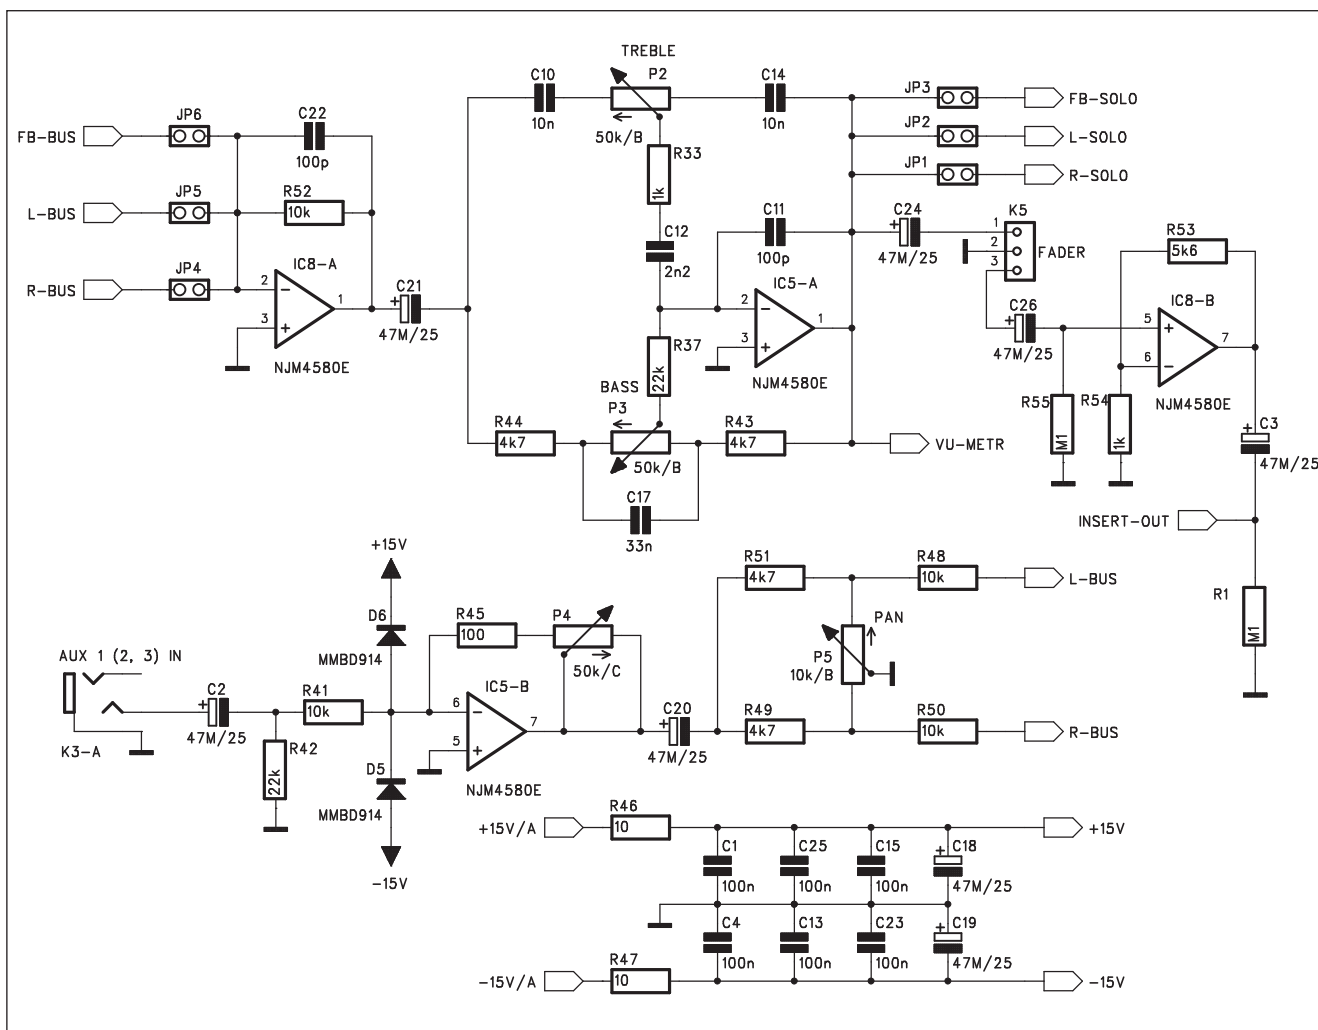 TREBLE
C10
P2
C14
JP3
FB-SOLO
JP6
C22
10n
50k/B
10n
JP2
L-SOLO
FB-BUS
100p
R33
1k
JP1
R-SOLO
JP5
R52
L-BUS
10k
C11
C24
K5
C12
1
R53
2
FADER
5k6
JP4
IC8-A
2n2
100p
47M/25
3
R-BUS
2
C21
IC5-A
+
-
1
+
2
C26
IC8-B
3
+
-
1
+
5
47M/25
R37
3
+
+
7
NJM4580E
22k
NJM4580E
47M/25
6
-
BASS
R55
R54
NJM4580E
R44
P3
R43
M1
1k
C3
4k7
4k7
VU-METR
+
50k/B
47M/25
C17
33n
INSERT-OUT
+15V
R51
R48
4k7
10k
L-BUS
R1
D6
R45
P4
PAN
M1
MMBD914
100
P5
AUX 1 (2, 3) IN
50k/C
10k/B
C2
R41
IC5-B
C20
R49
R50
+
10k
6
-
7
+
4k7
10k
R-BUS
47M/25
R42
5
+
47M/25
K3-A
22k
D5
NJM4580E
MMBD914
R46
+15V/A
10
+15V
-15V
C1
C25
C15
+
C18
100n
100n
100n
47M/25
C4
C13
C23
+
C19
100n
100n
100n
47M/25
R47
-15V/A
10
-15V